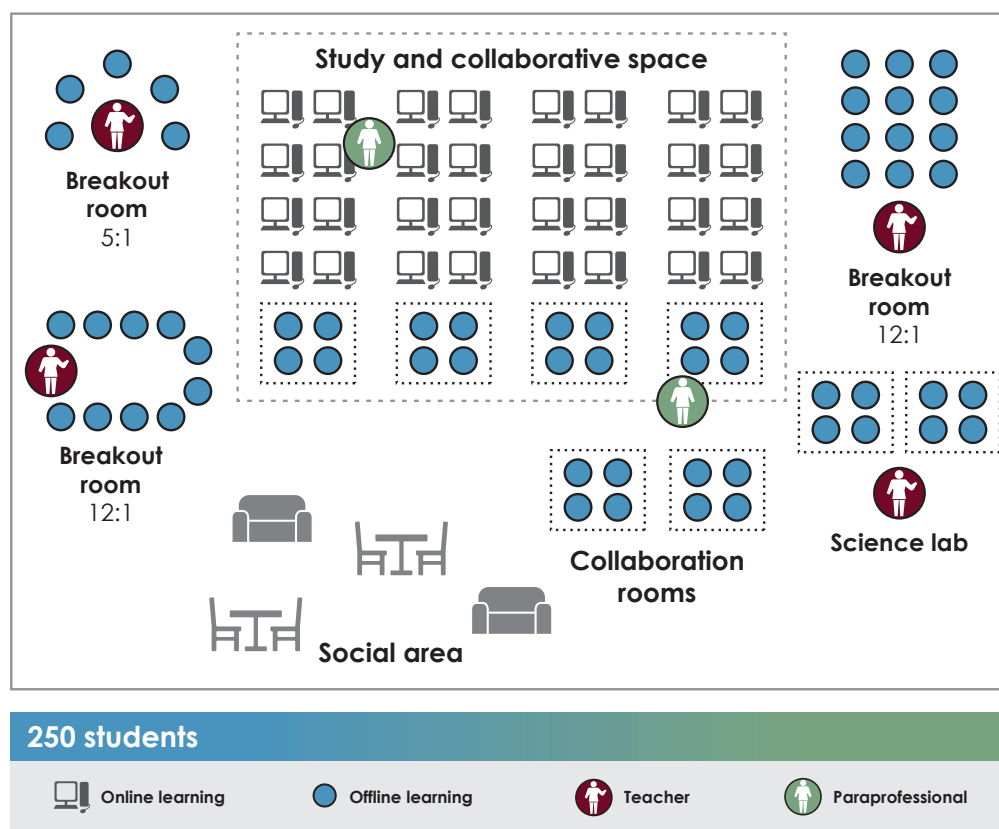 Study and collaborative space
Breakout
room
5:1
Breakout
room
12:1
Breakout
room
12:1
Science lab
Collaboration
rooms
Social area
250 students
Online learning
Offline learning
Teacher
Paraprofessional